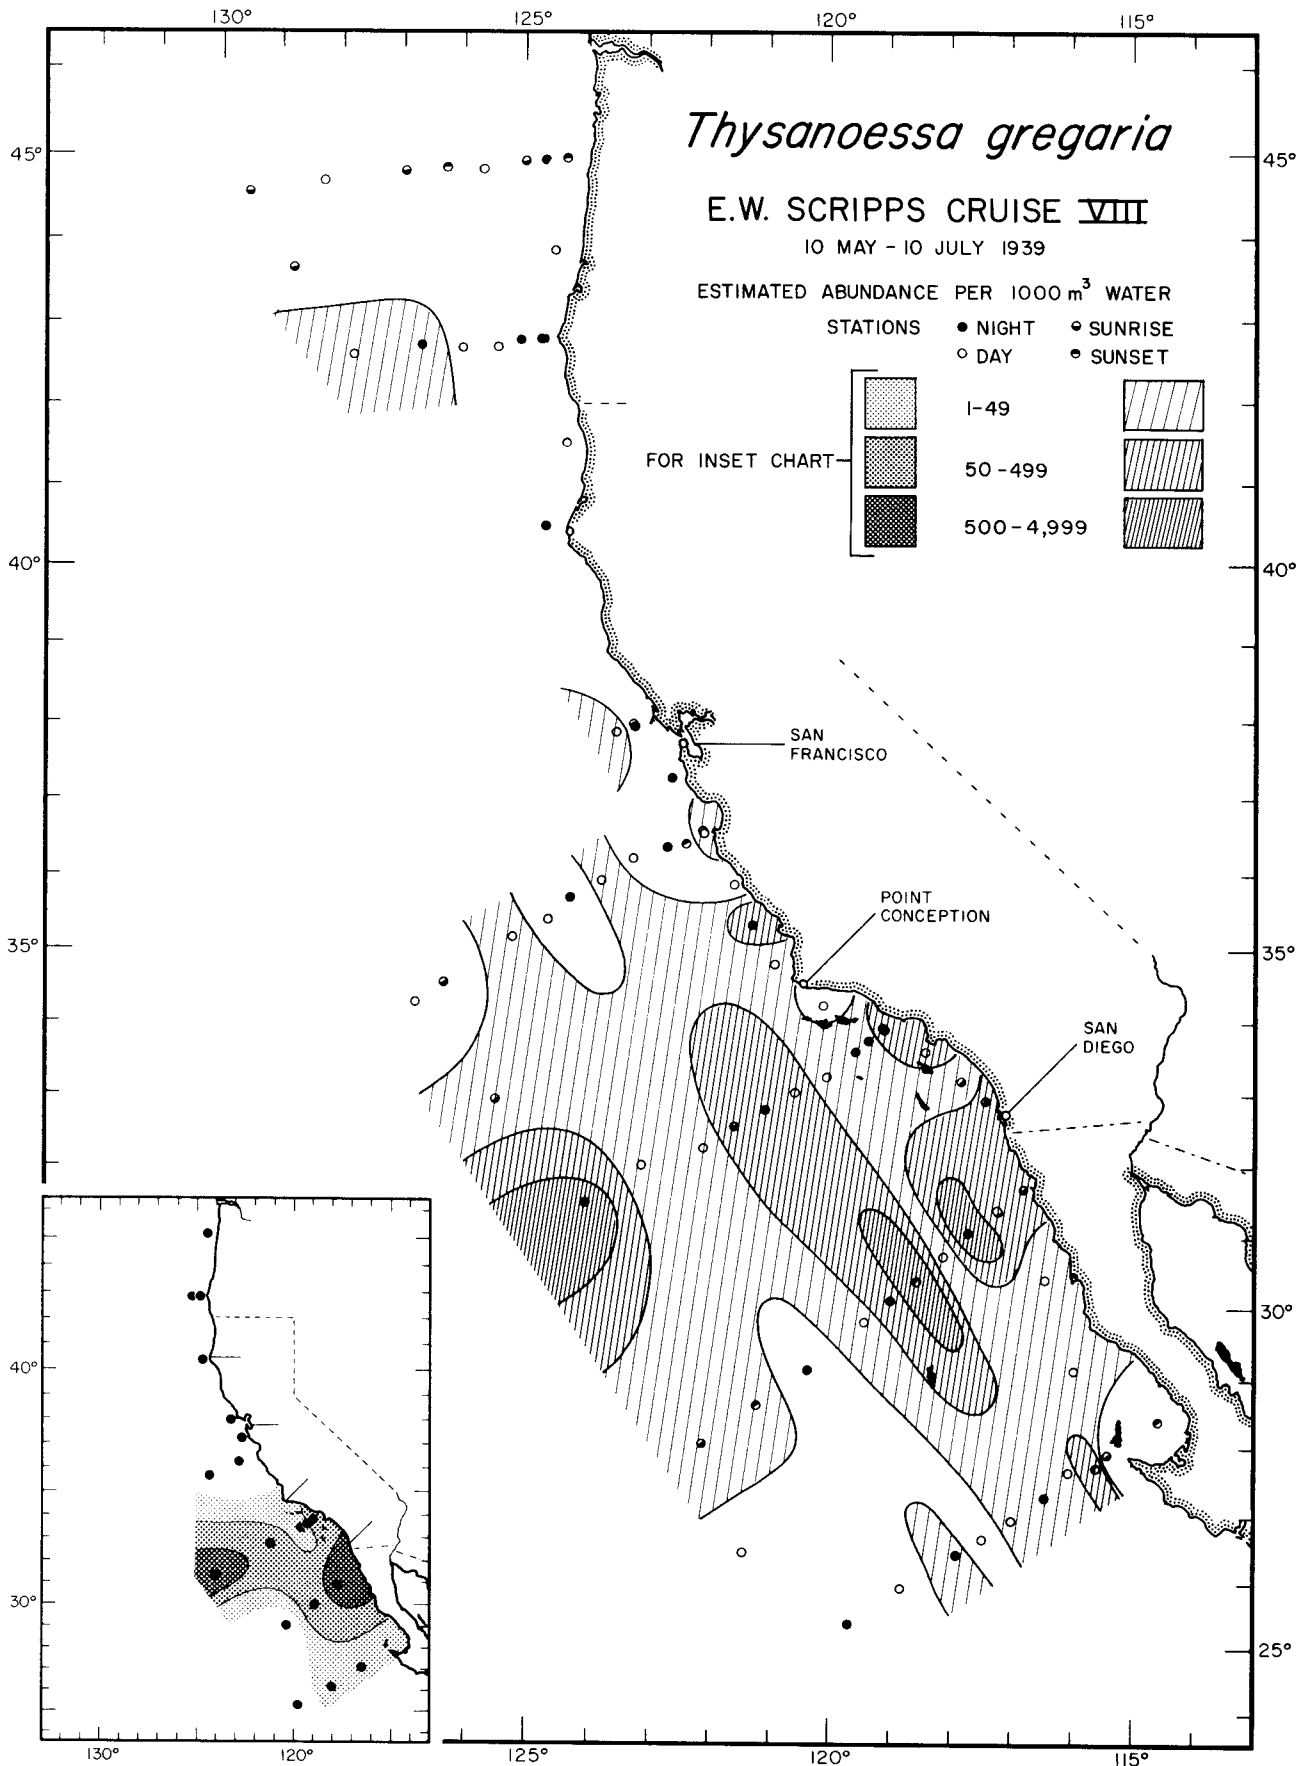 130° 125° 120° 115°
Thysanoessa gregaria
E.W. SCRIPPS CRUISE VIII
10 MAY – 10 JULY 1939
ESTIMATED ABUNDANCE PER 1000 m³ WATER
STATIONS ● NIGHT ◒ SUNRISE
○ DAY ◓ SUNSET
1–49
FOR INSET CHART
50–499
500–4,999
45° 45°
40° 40°
SAN
FRANCISCO
POINT
CONCEPTION
35° 35°
SAN
DIEGO
30°
25°
40°
30°
130° 120°
125° 120° 115°